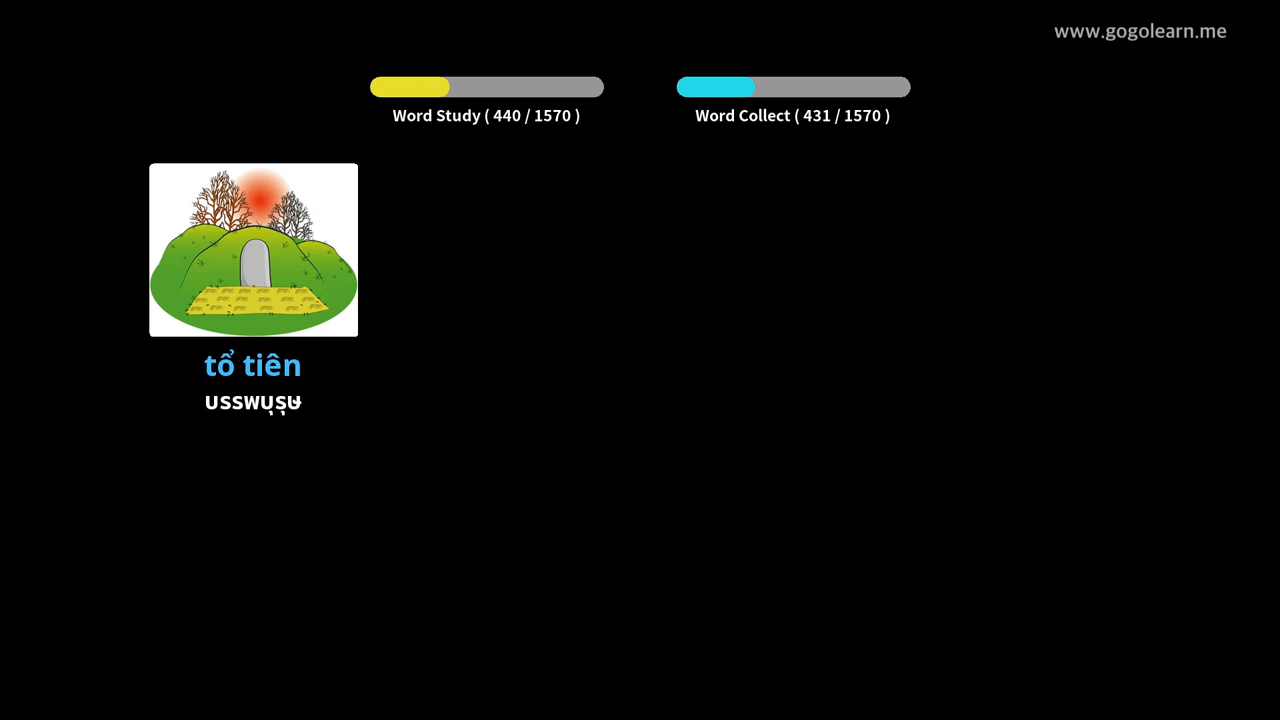 www.gogolearn.me
Word Study ( 440 / 1570 )
Word Collect ( 431 / 1570 )
tổ tiên
บรรพบุรุษ